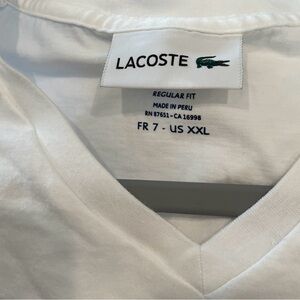 LACOSTE
REGULAR FIT
MADE IN PERU
RN 87651-CA 16998
FR 7 - US XXL